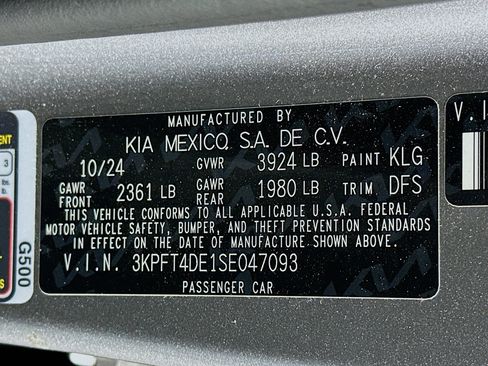 MANUFACTURED BY
KIA MEXICO, S.A. DE C.V.
10/24 GVWR 3924 LB PAINT KLG
GAWR FRONT 2361 LB GAWR REAR 1980 LB TRIM DFS
THIS VEHICLE CONFORMS TO ALL APPLICABLE U.S.A. FEDERAL
MOTOR VEHICLE SAFETY, BUMPER, AND THEFT PREVENTION STANDARDS
IN EFFECT ON THE DATE OF MANUFACTURE SHOWN ABOVE.
V.I.N. 3KPFT4DE1SE047093
PASSENGER CAR
G500
3
lbs.
V.I